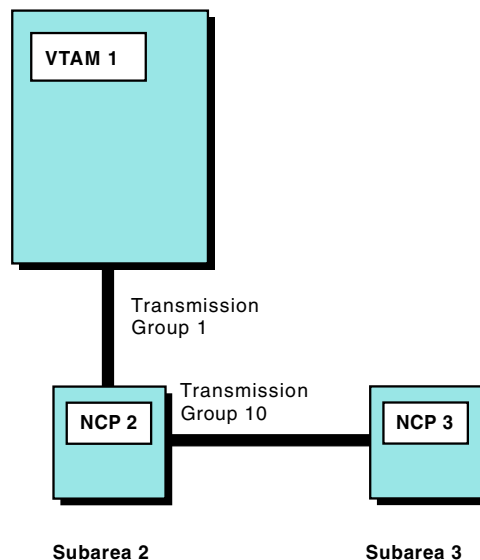 VTAM 1
Transmission
Group 1
Transmission
Group 10
NCP 2
NCP 3
Subarea 2
Subarea 3